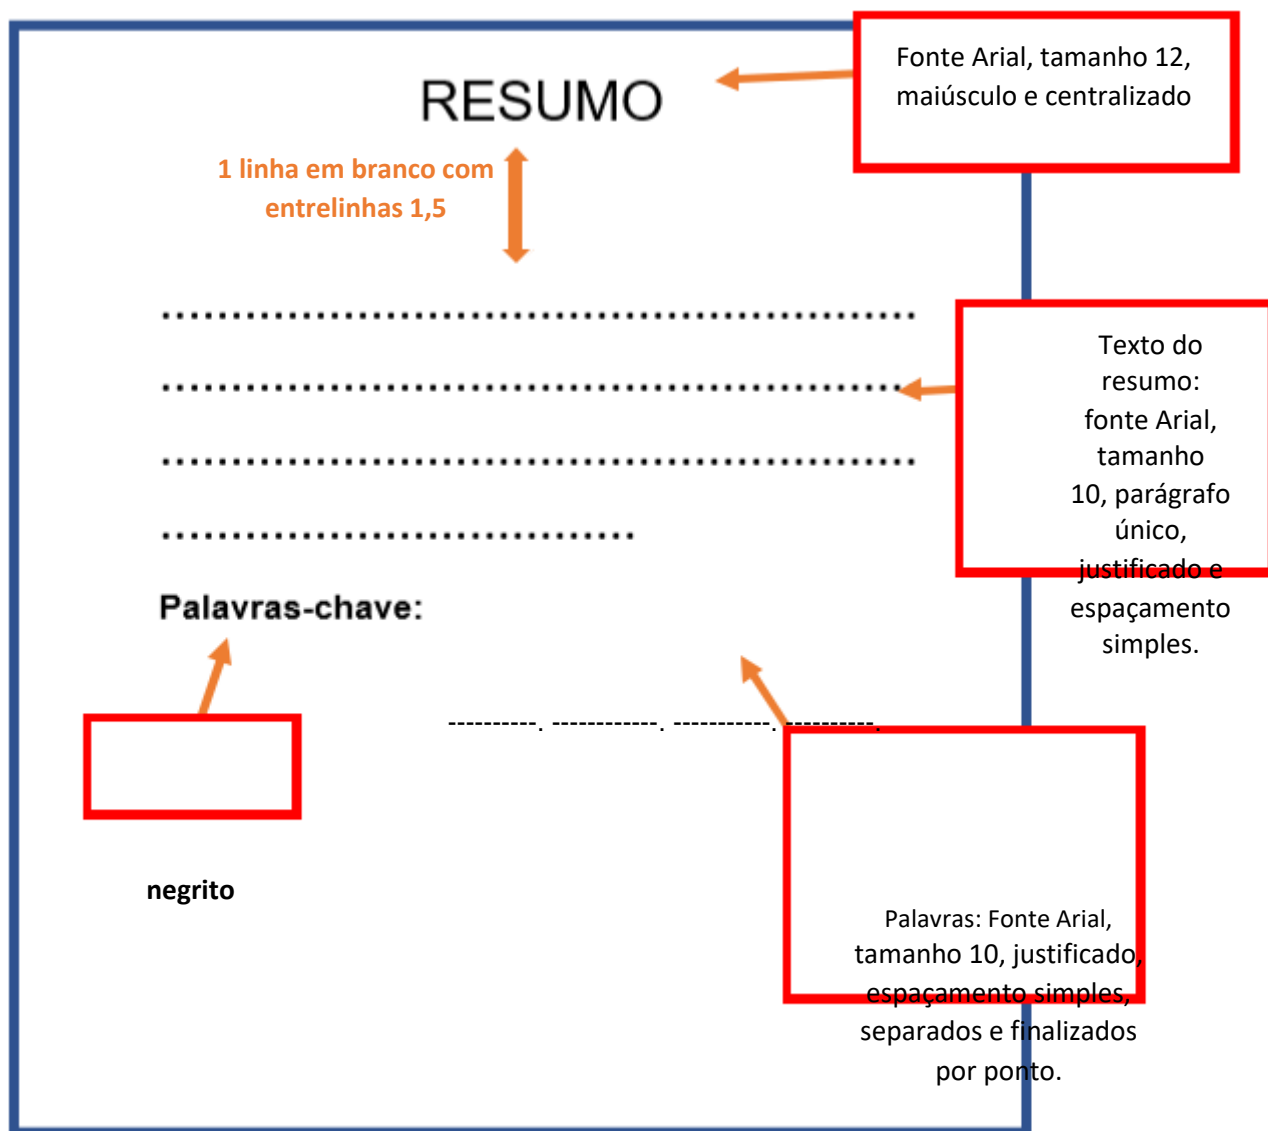 Fonte Arial, tamanho 12,
maiúsculo e centralizado
RESUMO
1 linha em branco com
entrelinhas 1,5
......................................................
.....................................................
......................................................
..................................
Texto do
resumo:
fonte Arial,
tamanho
10, parágrafo
único,
justificado e
espaçamento
simples.
Palavras-chave:
----------. ------------. -----------. ----------.
negrito
Palavras: Fonte Arial,
tamanho 10, justificado,
espaçamento simples,
separados e finalizados
por ponto.